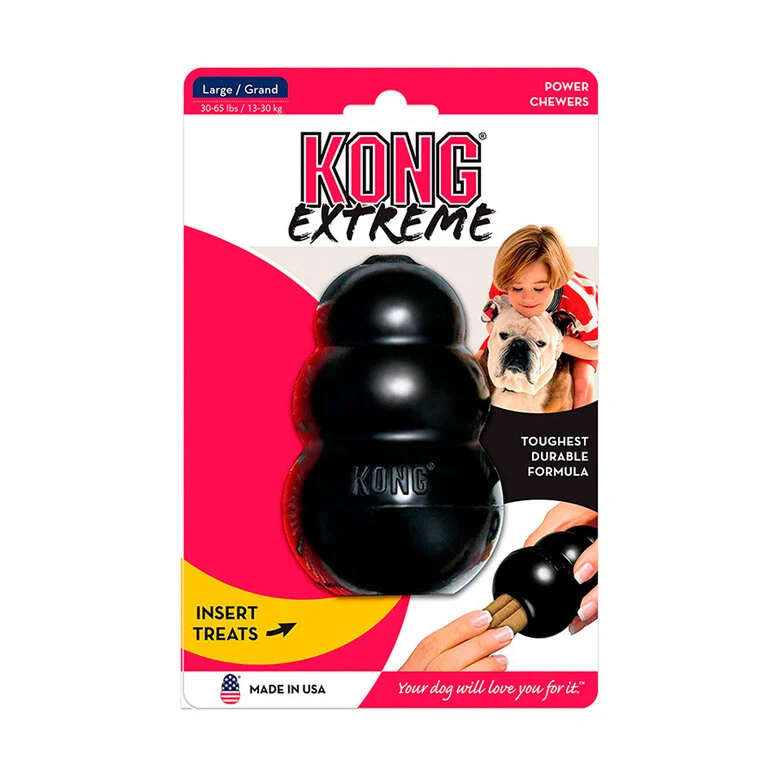 Large / Grand
30-65 lbs / 13-30 kg
POWER
CHEWERS
KONG®
EXTREME
TOUGHEST
DURABLE
FORMULA
KONG®
INSERT
TREATS
MADE IN USA
Your dog will love you for it.™